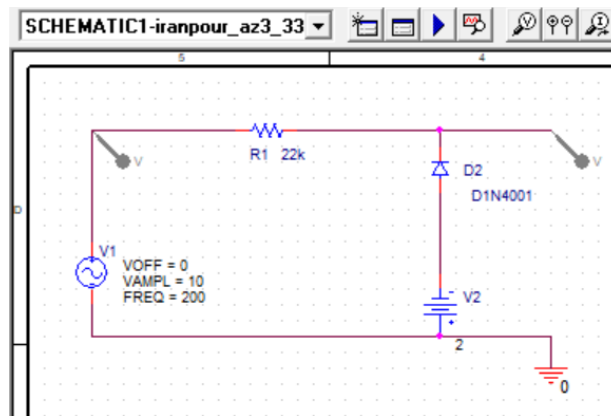 SCHEMATIC1-iranpour_az3_33
5 4
V V
R1 22k
D2
D1N4001
D
V1
VOFF = 0
VAMPL = 10
FREQ = 200
V2
-
+
2
0